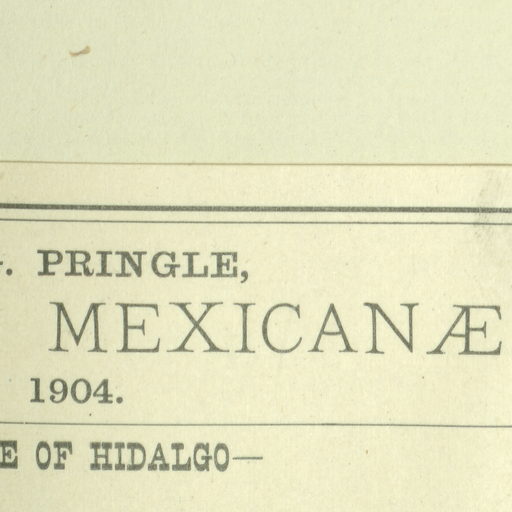 G. PRINGLE,
MEXICANÆ
1904.
E OF HIDALGO—